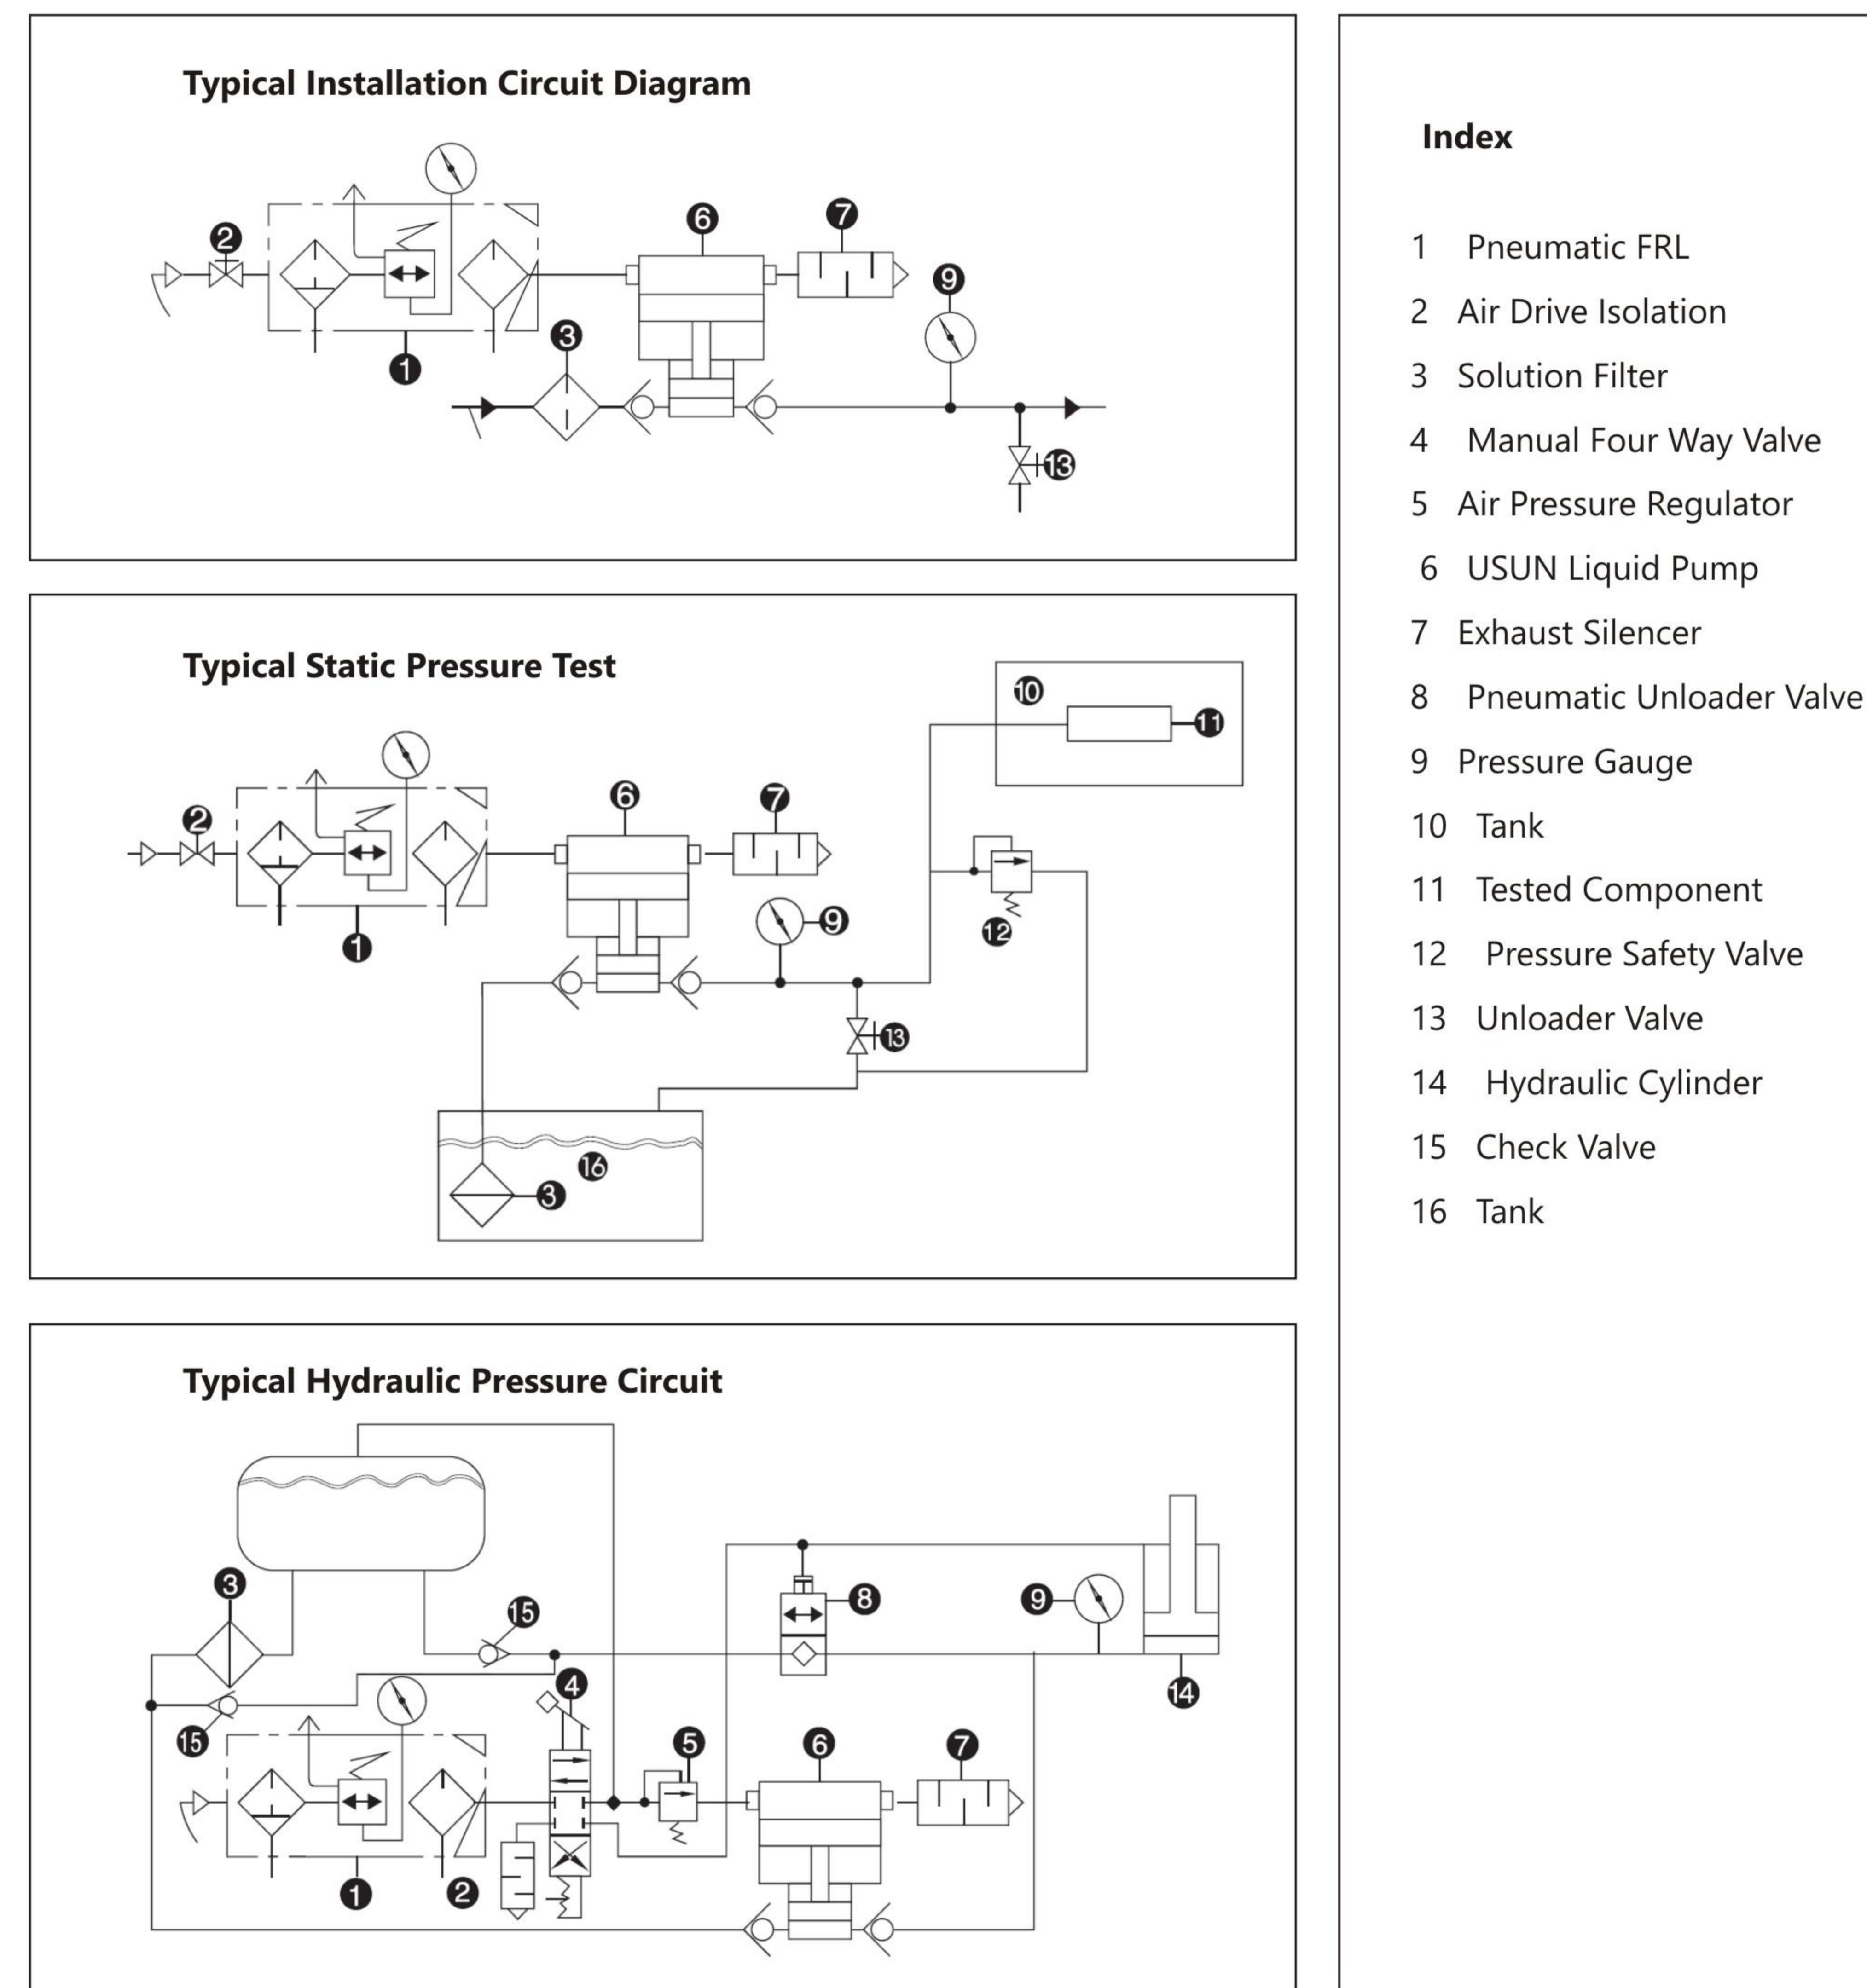 Typical Installation Circuit Diagram
2
6
7
9
3
1
13
Typical Static Pressure Test
10
11
2
6
7
9
12
1
13
16
3
Typical Hydraulic Pressure Circuit
3
15
8
9
4
14
15
5
6
7
1
2
Index
1 Pneumatic FRL
2 Air Drive Isolation
3 Solution Filter
4 Manual Four Way Valve
5 Air Pressure Regulator
6 USUN Liquid Pump
7 Exhaust Silencer
8 Pneumatic Unloader Valve
9 Pressure Gauge
10 Tank
11 Tested Component
12 Pressure Safety Valve
13 Unloader Valve
14 Hydraulic Cylinder
15 Check Valve
16 Tank